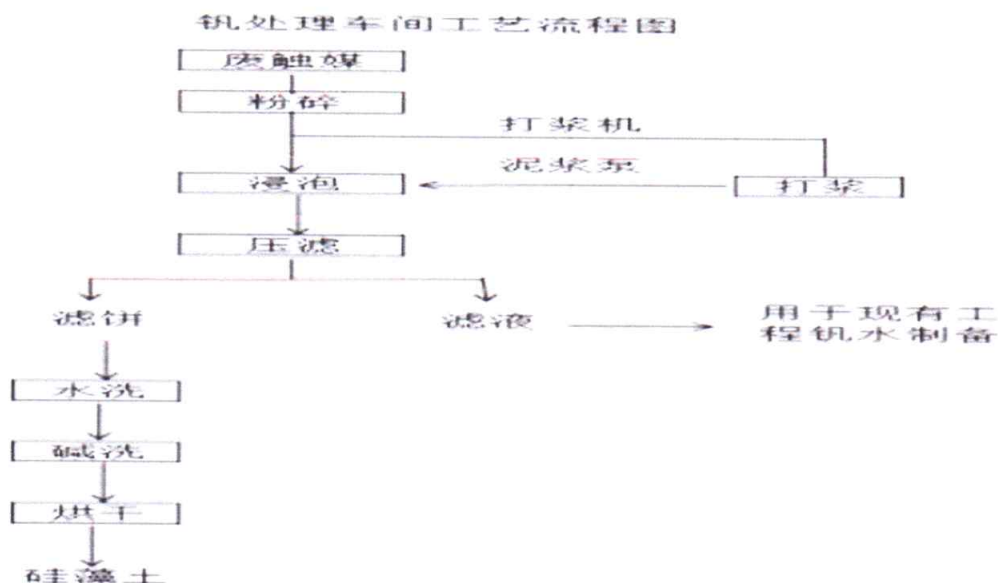 钒处理车间工艺流程图
废触媒
粉碎
打浆机
泥浆泵
浸泡
打浆
压滤
滤饼
滤液
用于现有工
程钒水制备
水洗
碱洗
烘干
硅藻土